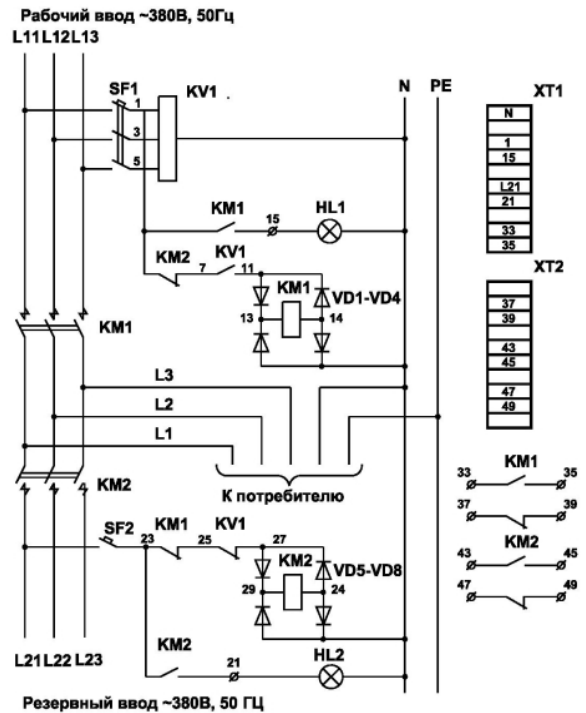 Рабочий ввод ~380В, 50Гц
L11 L12 L13
SF1
1
KV1
3
5
N
PE
XT1
N
1
15
L21
21
33
35
KM1
15
HL1
KM2
7
KV1
11
KM1
VD1-VD4
13
14
XT2
37
39
43
45
47
49
KM1
L3
L2
L1
К потребителю
KM2
33
KM1
35
37
39
KM2
43
45
47
49
SF2
23
KM1
25
KV1
27
KM2
VD5-VD8
29
24
KM2
21
HL2
L21 L22 L23
Резервный ввод ~380В, 50 ГЦ